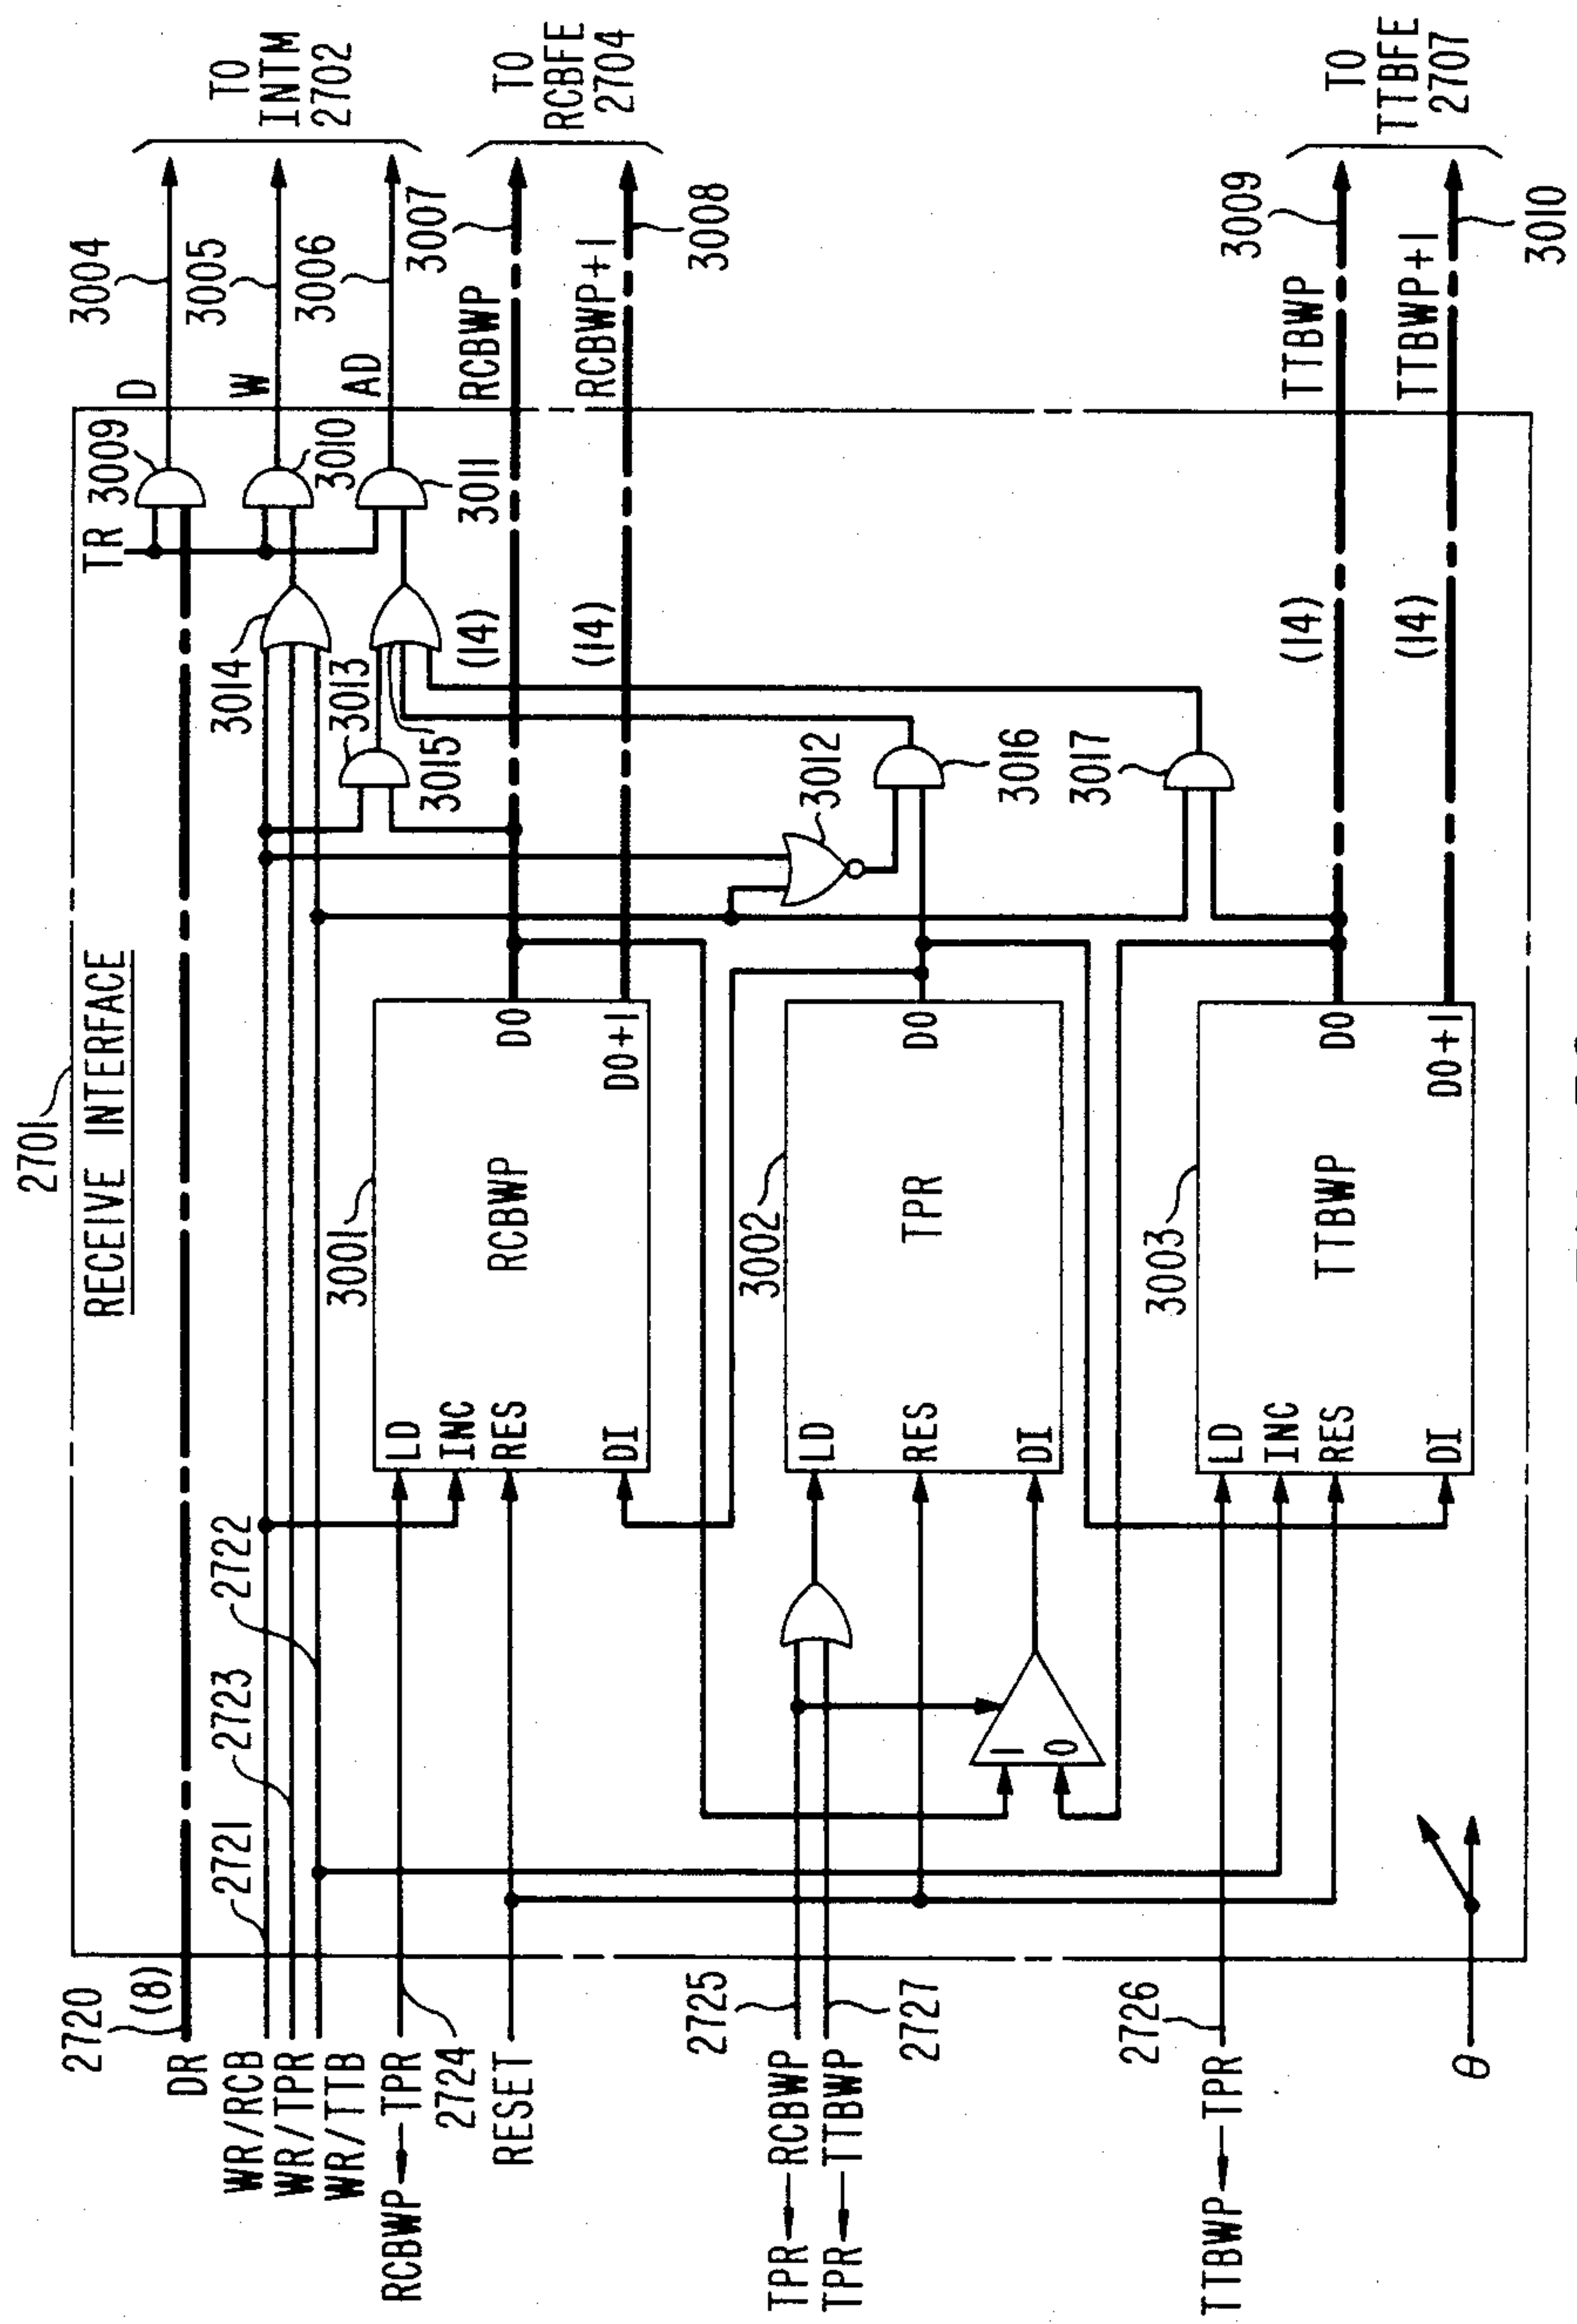 2701
RECEIVE INTERFACE
2720
(8)
DR
2721
2723
2722
WR/RCB
WR/TPR
WR/TTB
RCBWP←TPR
2724
RESET
2725
TPR←RCBWP
TPR←TTBWP
2727
2726
TTBWP←TPR
θ
3001
LD
INC
RES
DI
RCBWP
DO
DO+1
3002
LD
RES
DI
TPR
DO
1
0
3003
LD
INC
RES
DI
TTBWP
DO
DO+1
3014
3013
3015
3012
3016
3017
TR
3009
3010
3011
(14)
(14)
(14)
(14)
D
W
AD
RCBWP
RCBWP+1
TTBWP
TTBWP+1
3004
3005
3006
3007
3008
3009
3010
TO
INTM
2702
TO
RCBFE
2704
TO
TTBFE
2707